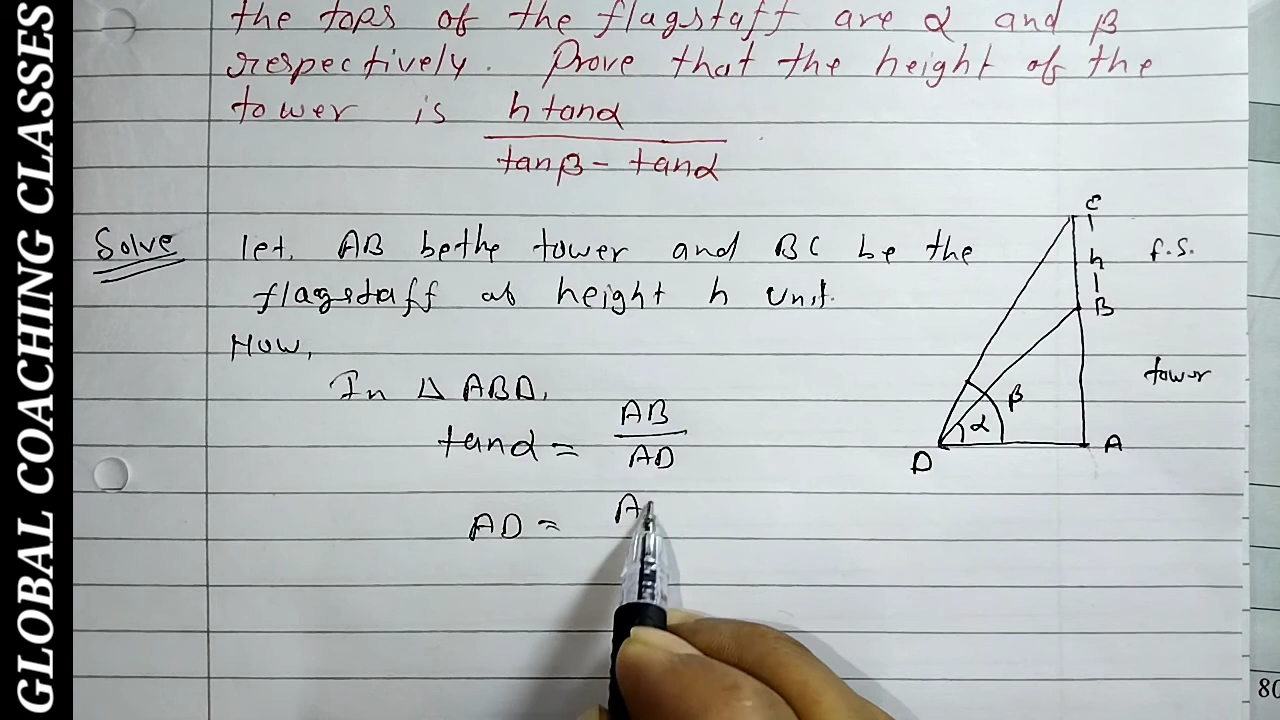 GLOBAL COACHING CLASSES
the tops of the flagstaff are α and β
respectively. Prove that the height of the
tower is h tanα
tanβ - tanα
Solve let, AB be the tower and BC be the
flagstaff at height h unit.
Now,
In Δ ABD,
tanα = AB
AD
AD = A
C
h
f.s.
B
tower
β
α
D
A
80